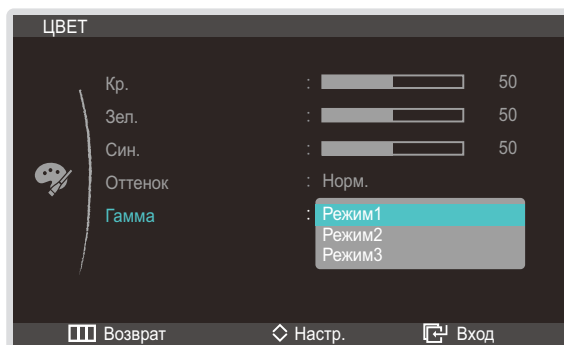 ЦВЕТ
Кр. : 50
Зел. : 50
Син. : 50
Оттенок : Норм.
Гамма : Режим1
Режим2
Режим3
Возврат Настр. Вход